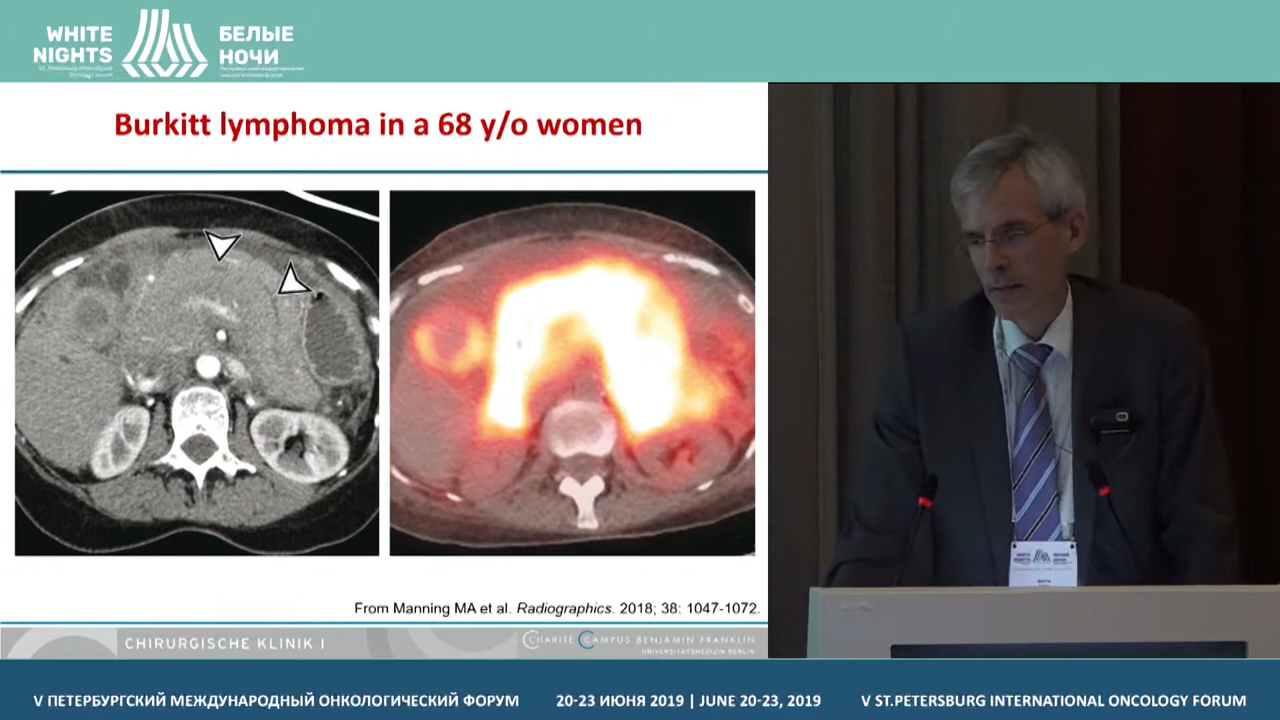 WHITE
NIGHTS
БЕЛЫЕ
НОЧИ
Burkitt lymphoma in a 68 y/o women
From Manning MA et al. Radiographics. 2018; 38: 1047-1072.
CHIRURGISCHE KLINIK I
CHARITÉ CAMPUS BENJAMIN FRANKLIN
UNIVERSITÄTSMEDIZIN BERLIN
WHITE
NIGHTS
V ПЕТЕРБУРГСКИЙ МЕЖДУНАРОДНЫЙ ОНКОЛОГИЧЕСКИЙ ФОРУМ
20-23 ИЮНЯ 2019 | JUNE 20-23, 2019
V ST.PETERSBURG INTERNATIONAL ONCOLOGY FORUM